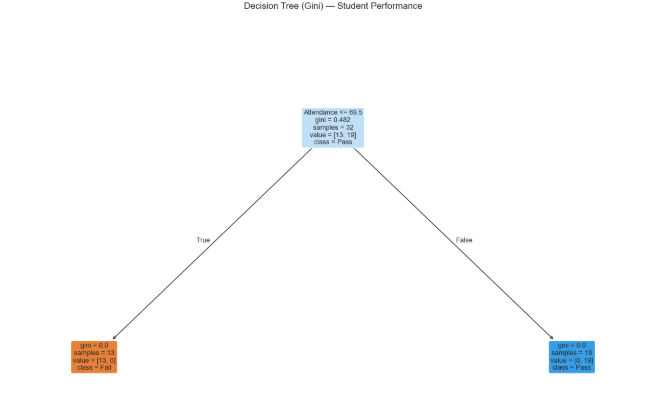 Decision Tree (Gini) — Student Performance
Attendance <= 69.5
gini = 0.482
samples = 32
value = [13, 19]
class = Pass
True
False
gini = 0.0
samples = 13
value = [13, 0]
class = Fail
gini = 0.0
samples = 19
value = [0, 19]
class = Pass